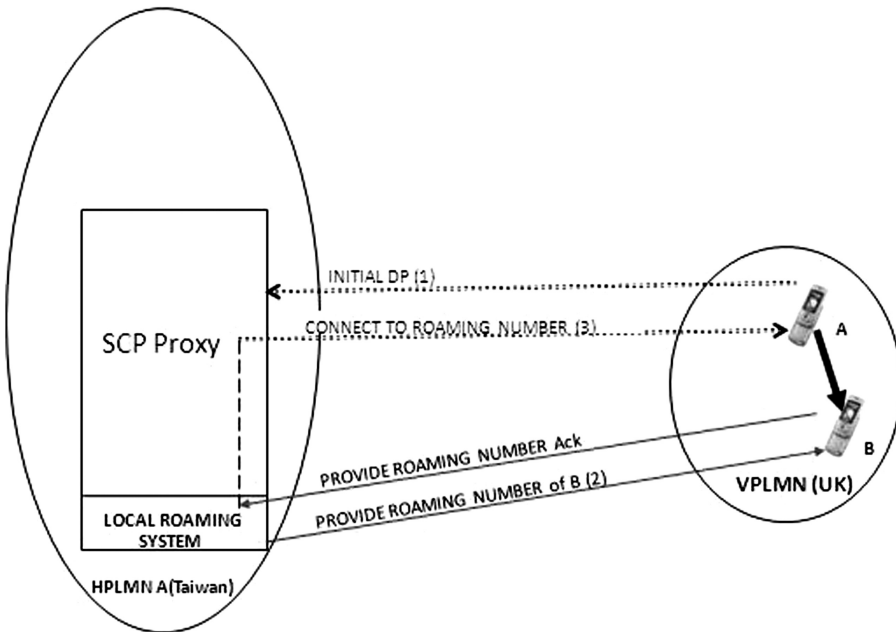 INITIAL DP (1)
CONNECT TO ROAMING NUMBER (3)
SCP Proxy
A
B
PROVIDE ROAMING NUMBER Ack
PROVIDE ROAMING NUMBER of B (2)
VPLMN (UK)
LOCAL ROAMING
SYSTEM
HPLMN A(Taiwan)